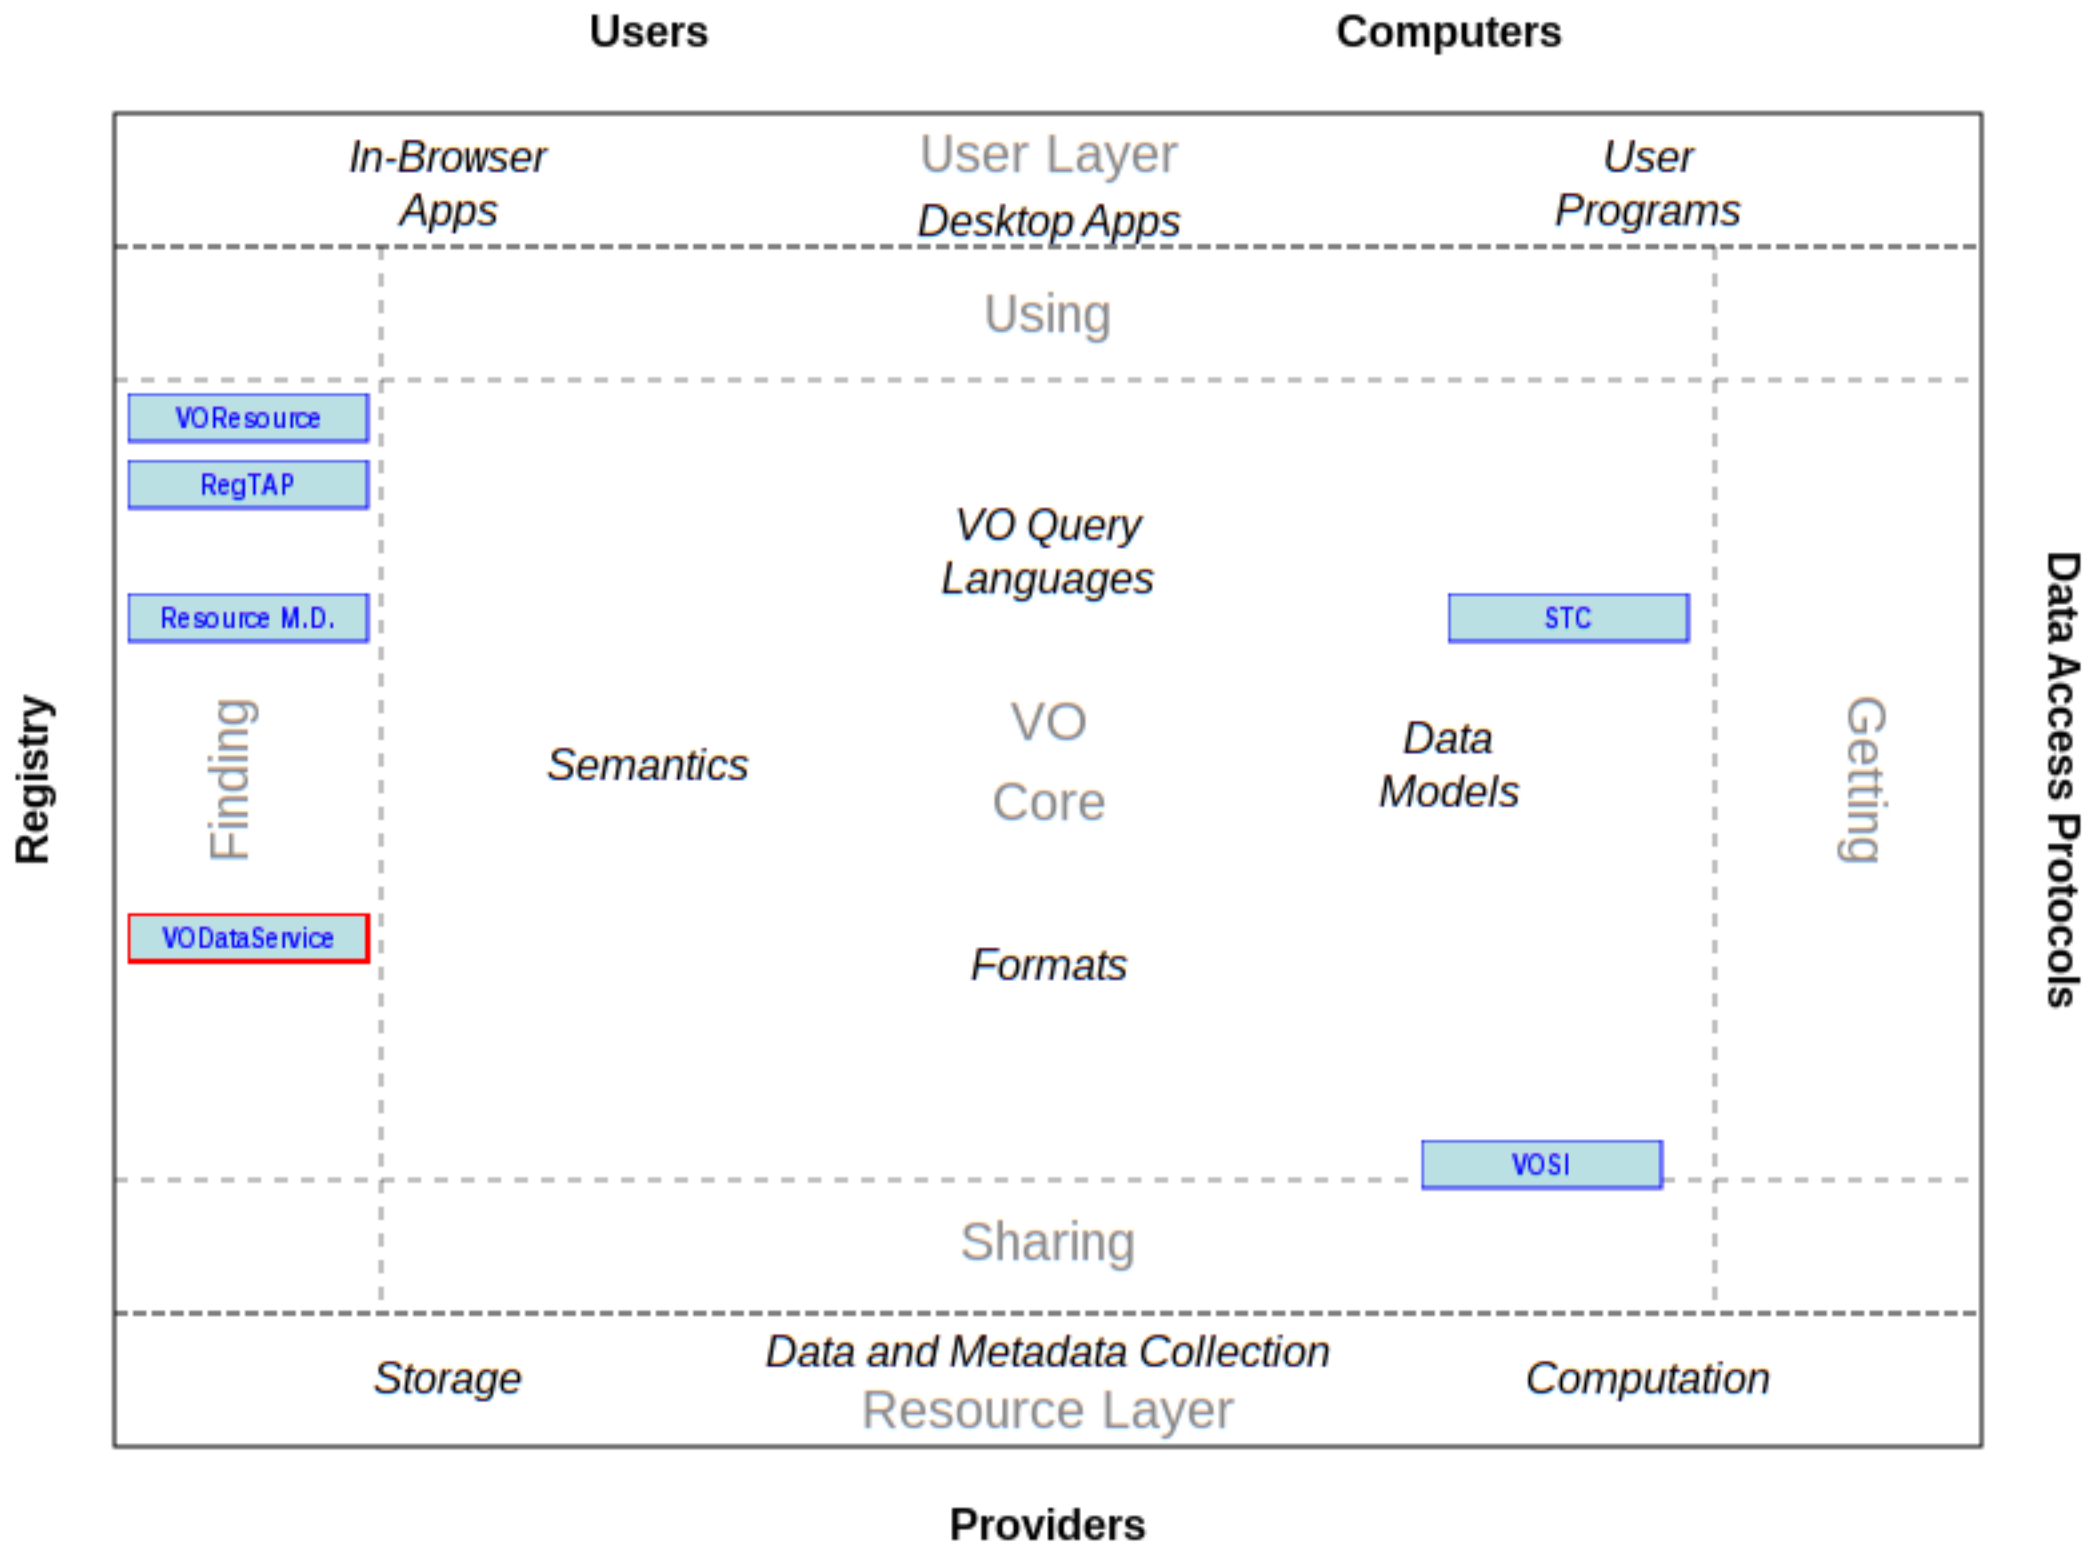 Users
Computers
In-Browser
Apps
User Layer
Desktop Apps
User
Programs
Using
VOResource
RegTAP
VO Query
Languages
Resource M.D.
STC
Registry
Finding
Semantics
VO
Core
Data
Models
Getting
Data Access Protocols
VODataService
Formats
VOSI
Sharing
Storage
Data and Metadata Collection
Resource Layer
Computation
Providers